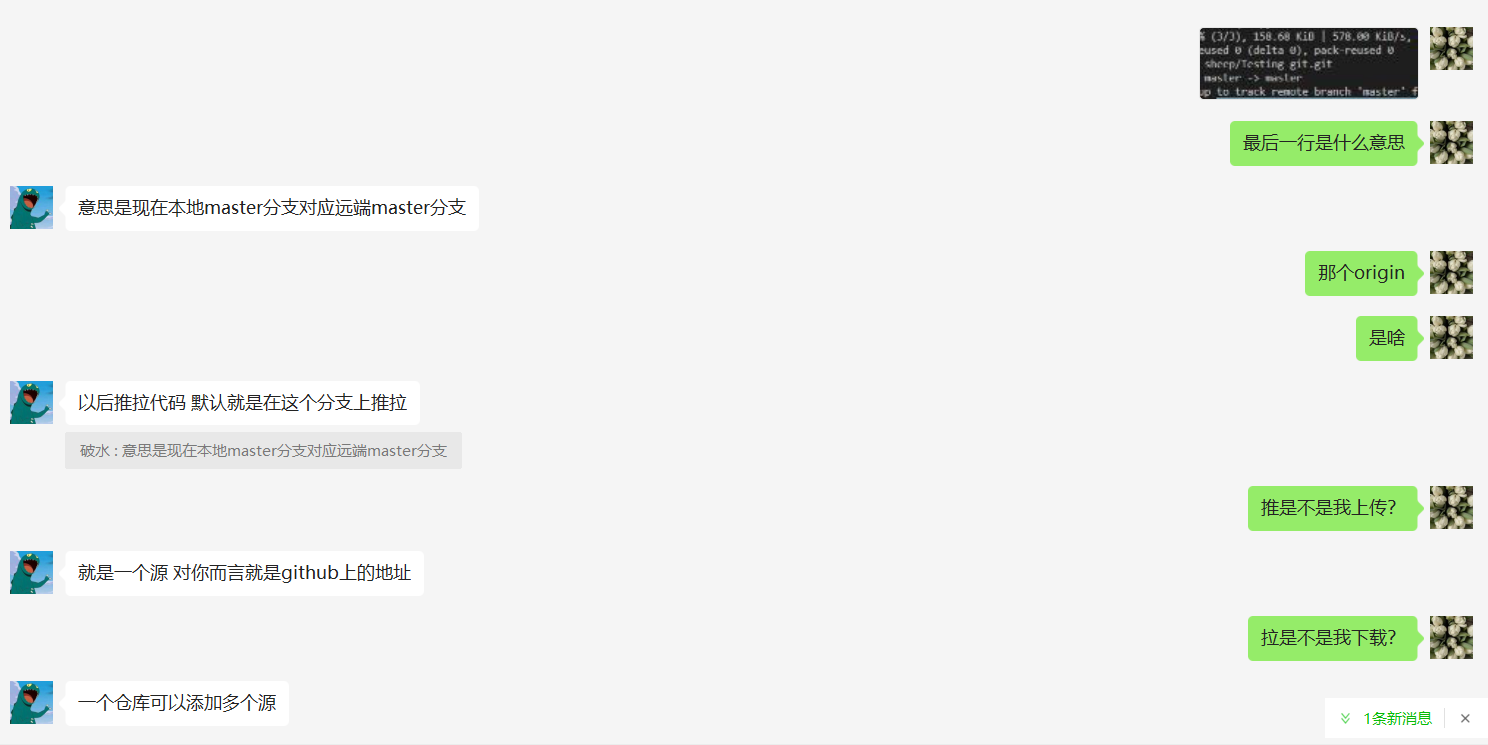 (3/3), 158.68 KiB | 578.00 KiB/s,
eused 0 (delta 0), pack-reused 0
sheep/Testing git.git
master -> master
up to track remote branch 'master' f
最后一行是什么意思
意思是现在本地master分支对应远端master分支
那个origin
是啥
以后推拉代码 默认就是在这个分支上推拉
破水 : 意思是现在本地master分支对应远端master分支
推是不是我上传?
就是一个源 对你而言就是github上的地址
拉是不是我下载?
一个仓库可以添加多个源
1条新消息